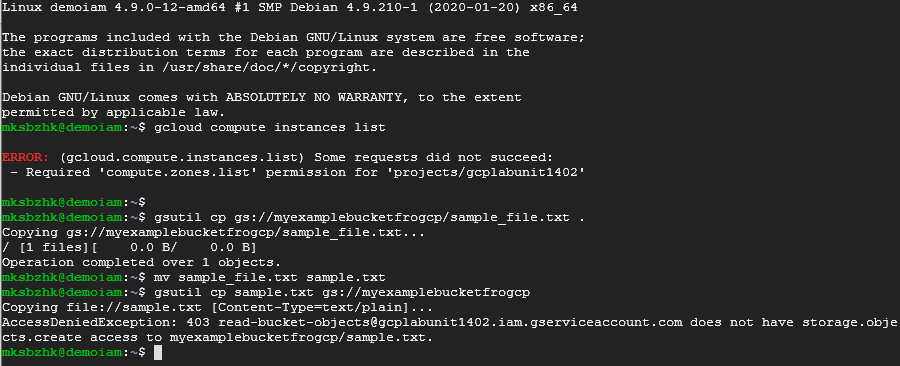 Linux demoiam 4.9.0-12-amd64 #1 SMP Debian 4.9.210-1 (2020-01-20) x86_64
The programs included with the Debian GNU/Linux system are free software;
the exact distribution terms for each program are described in the
individual files in /usr/share/doc/*/copyright.
Debian GNU/Linux comes with ABSOLUTELY NO WARRANTY, to the extent
permitted by applicable law.
mksbzhk@demoiam:~$ gcloud compute instances list
ERROR: (gcloud.compute.instances.list) Some requests did not succeed:
 - Required 'compute.zones.list' permission for 'projects/gcplabunit1402'
mksbzhk@demoiam:~$
mksbzhk@demoiam:~$ gsutil cp gs://myexamplebucketfrogcp/sample_file.txt .
Copying gs://myexamplebucketfrogcp/sample_file.txt...
/ [1 files][    0.0 B/    0.0 B]
Operation completed over 1 objects.
mksbzhk@demoiam:~$ mv sample_file.txt sample.txt
mksbzhk@demoiam:~$ gsutil cp sample.txt gs://myexamplebucketfrogcp
Copying file://sample.txt [Content-Type=text/plain]...
AccessDeniedException: 403 read-bucket-objects@gcplabunit1402.iam.gserviceaccount.com does not have storage.obje
cts.create access to myexamplebucketfrogcp/sample.txt.
mksbzhk@demoiam:~$